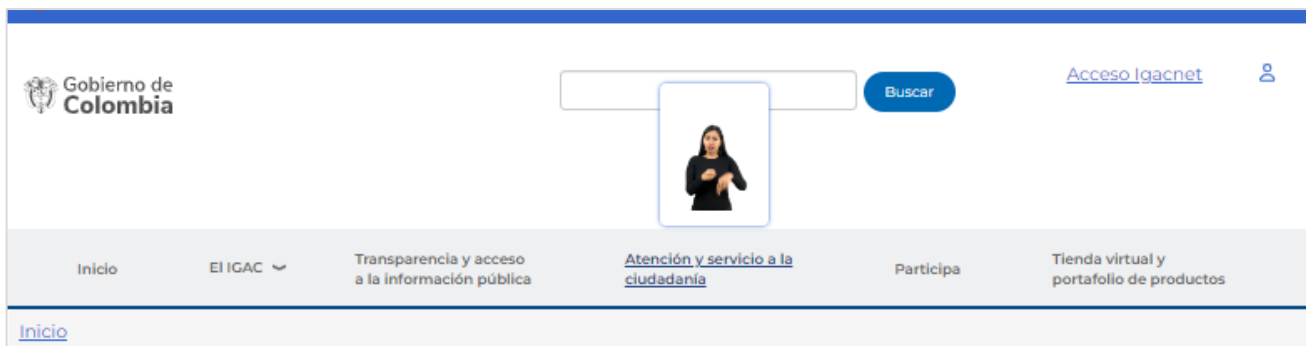 Gobierno de
Colombia
Buscar
Acceso Igacnet
Inicio
El IGAC
Transparencia y acceso
a la información pública
Atención y servicio a la
ciudadanía
Participa
Tienda virtual y
portafolio de productos
Inicio